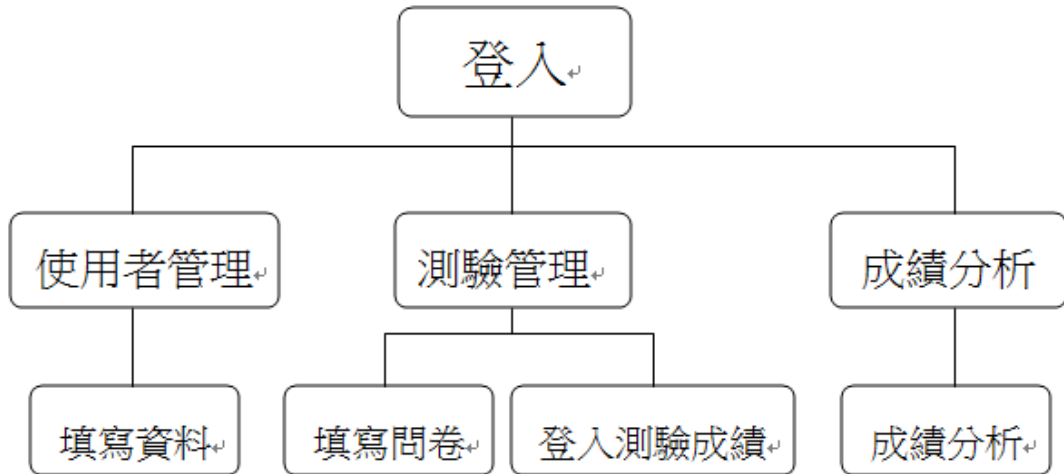 登入
使用者管理
測驗管理
成績分析
填寫資料
填寫問卷
登入測驗成績
成績分析